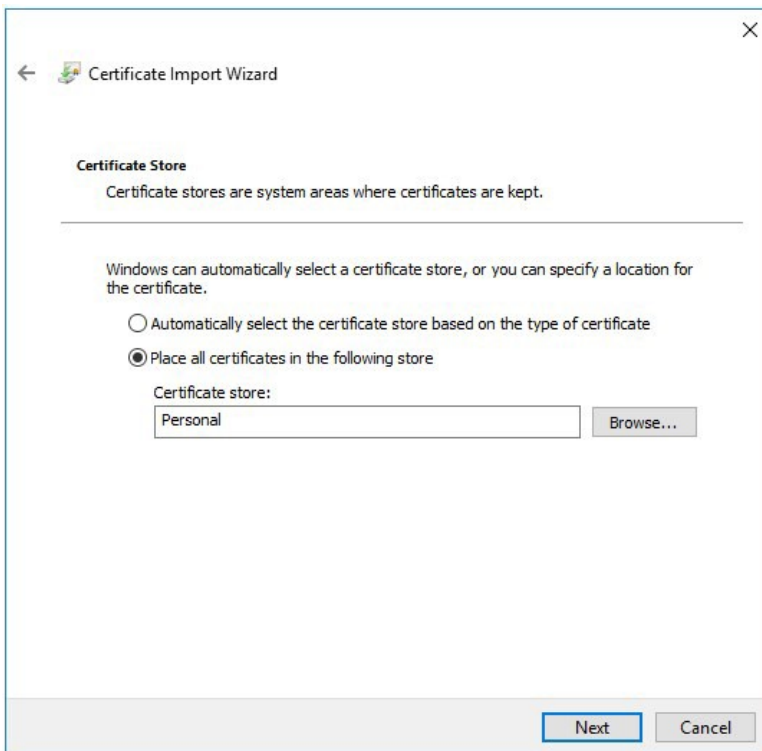 Certificate Import Wizard
Certificate Store
Certificate stores are system areas where certificates are kept.
Windows can automatically select a certificate store, or you can specify a location for
the certificate.
Automatically select the certificate store based on the type of certificate
Place all certificates in the following store
Certificate store:
Personal
Browse...
Next
Cancel